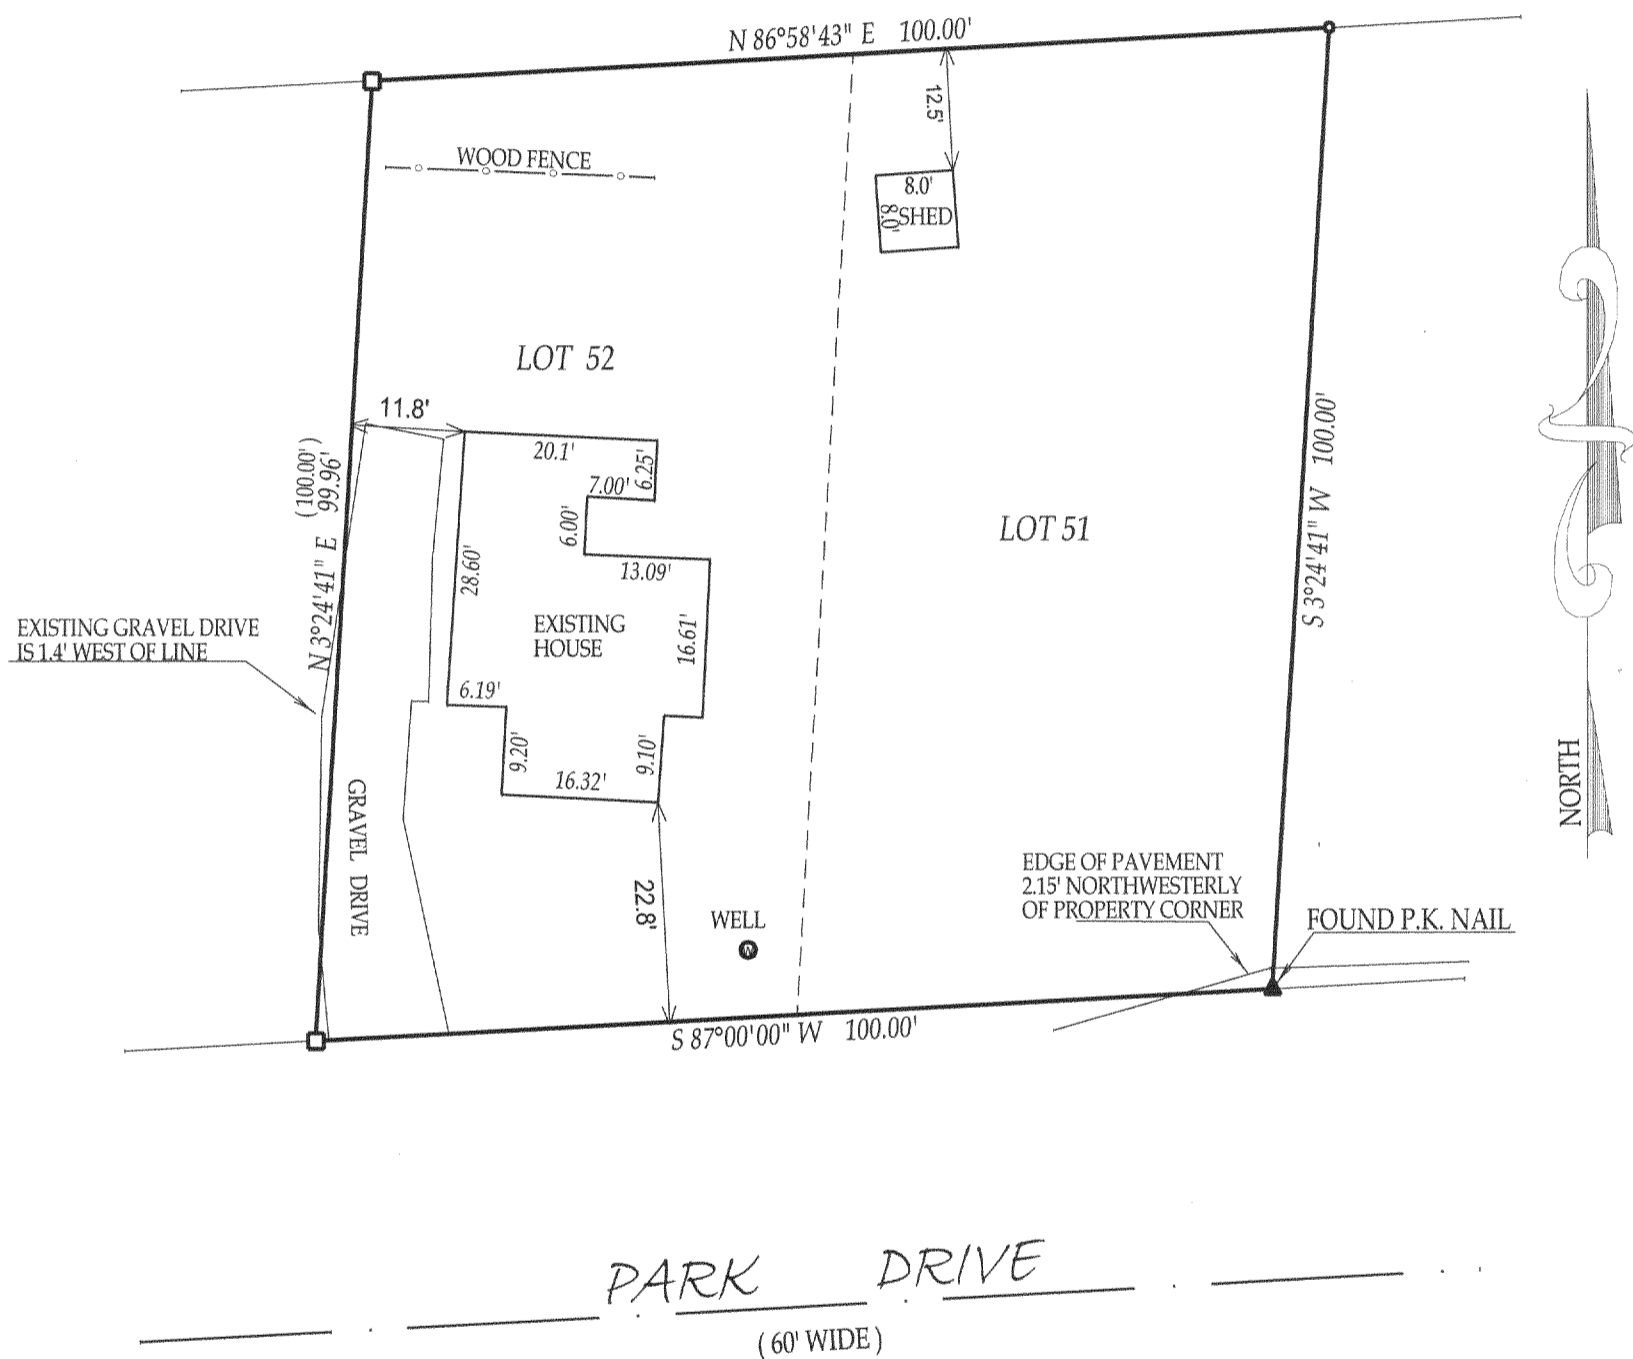 N 86°58'43" E 100.00'
12.5'
WOOD FENCE
8.0'
8.0'
SHED
LOT 52
11.8'
20.1'
6.25'
7.00'
6.00'
13.09'
28.60'
(100.00')
N 3°24'41" E 99.96'
LOT 51
S 3°24'41" W 100.00'
EXISTING
HOUSE
16.61'
EXISTING GRAVEL DRIVE
IS 1.4' WEST OF LINE
6.19'
9.20'
9.10'
16.32'
GRAVEL DRIVE
22.8'
WELL
W
EDGE OF PAVEMENT
2.15' NORTHWESTERLY
OF PROPERTY CORNER
FOUND P.K. NAIL
NORTH
S 87°00'00" W 100.00'
PARK DRIVE
( 60' WIDE )